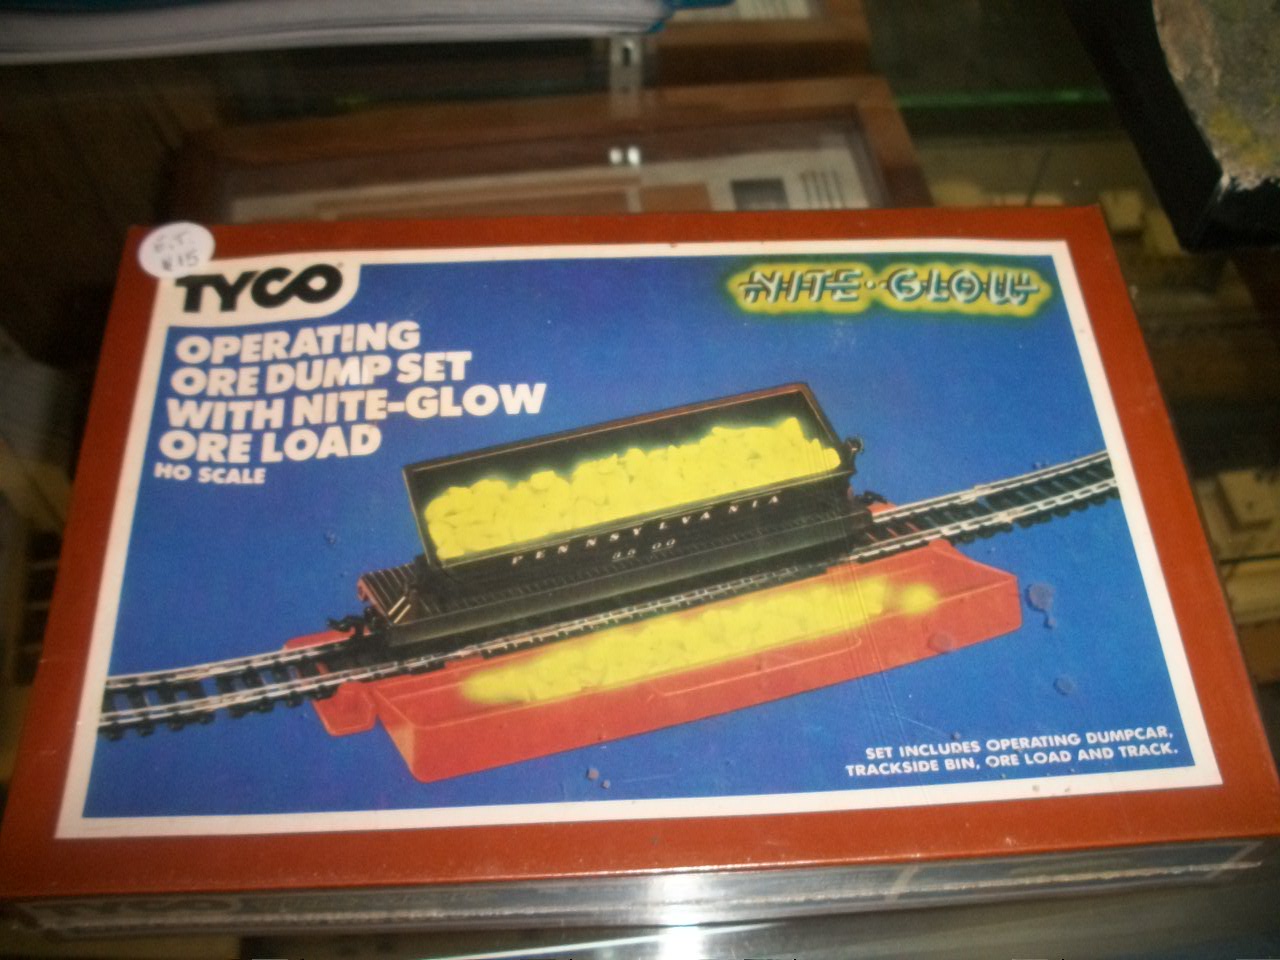 TYCO
NITE-GLOW
OPERATING
ORE DUMP SET
WITH NITE-GLOW
ORE LOAD
HO SCALE
PENNSYLVANIA
SET INCLUDES OPERATING DUMPCAR,
TRACKSIDE BIN, ORE LOAD AND TRACK.
TYCO